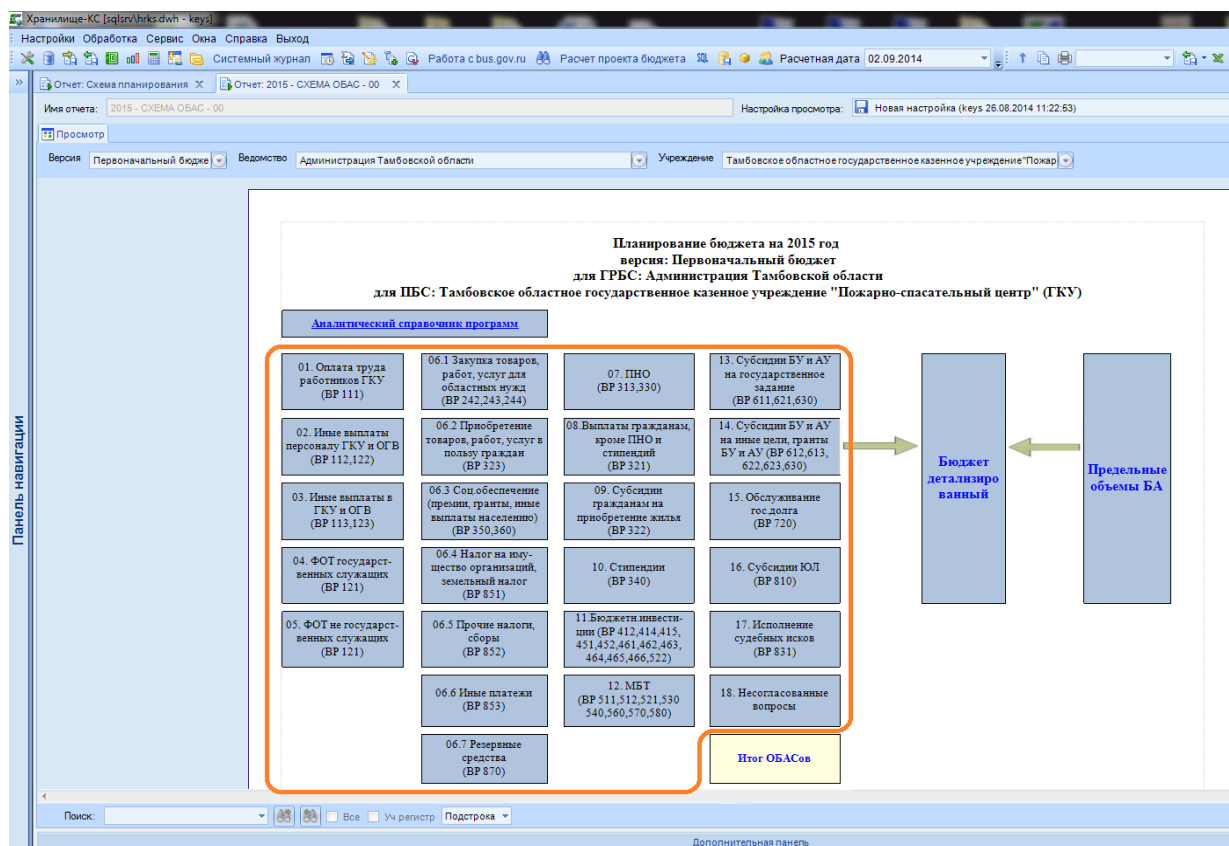 Хранилище-КС [sqlsrv\hrks.dwh - keys]
Настройки Обработка Сервис Окна Справка Выход
Системный журнал Работа с bus.gov.ru Расчет проекта бюджета SQL Расчетная дата 02.09.2014
» Отчет: Схема планирования X Отчет: 2015 - СХЕМА ОБАС - 00 X
Имя отчета: 2015 - СХЕМА ОБАС - 00 Настройка просмотра: Новая настройка (keys 26.08.2014 11:22:53)
Просмотр
Версия Первоначальный бюдже Ведомство Администрация Тамбовской области Учреждение Тамбовское областное государственное казенное учреждение"Пожар
Панель навигации
Планирование бюджета на 2015 год
версия: Первоначальный бюджет
для ГРБС: Администрация Тамбовской области
для ПБС: Тамбовское областное государственное казенное учреждение "Пожарно-спасательный центр" (ГКУ)
Аналитический справочник программ
01. Оплата труда
работников ГКУ
(ВР 111)
02. Иные выплаты
персоналу ГКУ и ОГВ
(ВР 112,122)
03. Иные выплаты в
ГКУ и ОГВ
(ВР 113,123)
04. ФОТ государст-
венных служащих
(ВР 121)
05. ФОТ не государст-
венных служащих
(ВР 121)
06.1 Закупка товаров,
работ, услуг для
областных нужд
(ВР 242,243,244)
06.2 Приобретение
товаров, работ, услуг в
пользу граждан
(ВР 323)
06.3 Соц.обеспечение
(премии, гранты, иные
выплаты населению)
(ВР 350,360)
06.4 Налог на иму-
щество организаций,
земельный налог
(ВР 851)
06.5 Прочие налоги,
сборы
(ВР 852)
06.6 Иные платежи
(ВР 853)
06.7 Резервные
средства
(ВР 870)
07. ПНО
(ВР 313,330)
08.Выплаты гражданам,
кроме ПНО и
стипендий
(ВР 321)
09. Субсидии
гражданам на
приобретение жилья
(ВР 322)
10. Стипендии
(ВР 340)
11.Бюджетн.инвести-
ции (ВР 412,414,415,
451,452,461,462,463,
464,465,466,522)
12. МБТ
(ВР 511,512,521,530
540,560,570,580)
13. Субсидии БУ и АУ
на государственное
задание
(ВР 611,621,630)
14. Субсидии БУ и АУ
на иные цели, гранты
БУ и АУ (ВР 612,613,
622,623,630)
15. Обслуживание
гос.долга
(ВР 720)
16. Субсидии ЮЛ
(ВР 810)
17. Исполнение
судебных исков
(ВР 831)
18. Несогласованные
вопросы
Итог ОБАСов
Бюджет
детализиро
ванный
Предельные
объемы БА
Поиск: Все Уч регистр Подстрока
Дополнительная панель